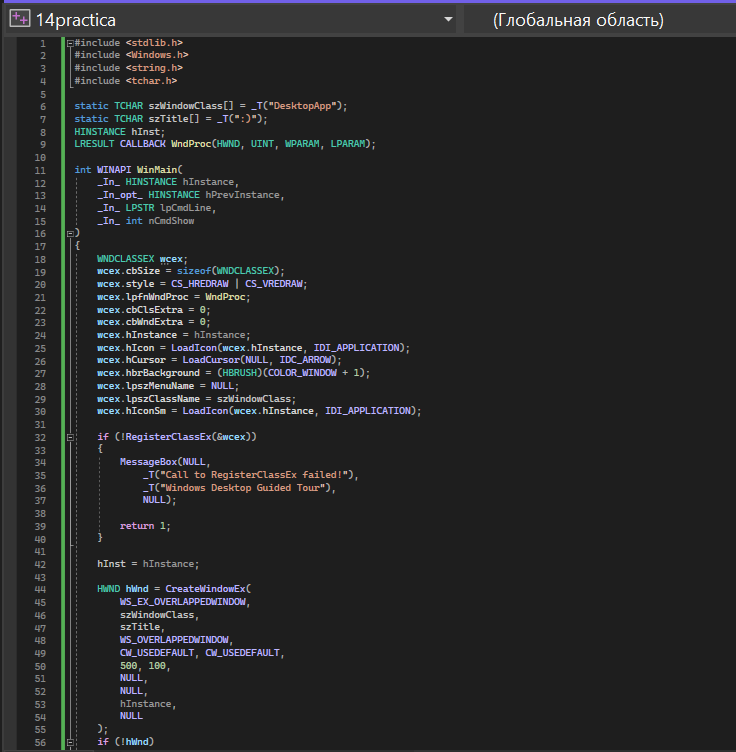 14practica (Глобальная область)
1 #include <stdlib.h>
2 #include <Windows.h>
3 #include <string.h>
4 #include <tchar.h>
5
6 static TCHAR szWindowClass[] = _T("DesktopApp");
7 static TCHAR szTitle[] = _T(":)");
8 HINSTANCE hInst;
9 LRESULT CALLBACK WndProc(HWND, UINT, WPARAM, LPARAM);
10
11 int WINAPI WinMain(
12 _In_ HINSTANCE hInstance,
13 _In_opt_ HINSTANCE hPrevInstance,
14 _In_ LPSTR lpCmdLine,
15 _In_ int nCmdShow
16 )
17 {
18 WNDCLASSEX wcex;
19 wcex.cbSize = sizeof(WNDCLASSEX);
20 wcex.style = CS_HREDRAW | CS_VREDRAW;
21 wcex.lpfnWndProc = WndProc;
22 wcex.cbClsExtra = 0;
23 wcex.cbWndExtra = 0;
24 wcex.hInstance = hInstance;
25 wcex.hIcon = LoadIcon(wcex.hInstance, IDI_APPLICATION);
26 wcex.hCursor = LoadCursor(NULL, IDC_ARROW);
27 wcex.hbrBackground = (HBRUSH)(COLOR_WINDOW + 1);
28 wcex.lpszMenuName = NULL;
29 wcex.lpszClassName = szWindowClass;
30 wcex.hIconSm = LoadIcon(wcex.hInstance, IDI_APPLICATION);
31
32 if (!RegisterClassEx(&wcex))
33 {
34 MessageBox(NULL,
35 _T("Call to RegisterClassEx failed!"),
36 _T("Windows Desktop Guided Tour"),
37 NULL);
38
39 return 1;
40 }
41
42 hInst = hInstance;
43
44 HWND hWnd = CreateWindowEx(
45 WS_EX_OVERLAPPEDWINDOW,
46 szWindowClass,
47 szTitle,
48 WS_OVERLAPPEDWINDOW,
49 CW_USEDEFAULT, CW_USEDEFAULT,
50 500, 100,
51 NULL,
52 NULL,
53 hInstance,
54 NULL
55 );
56 if (!hWnd)